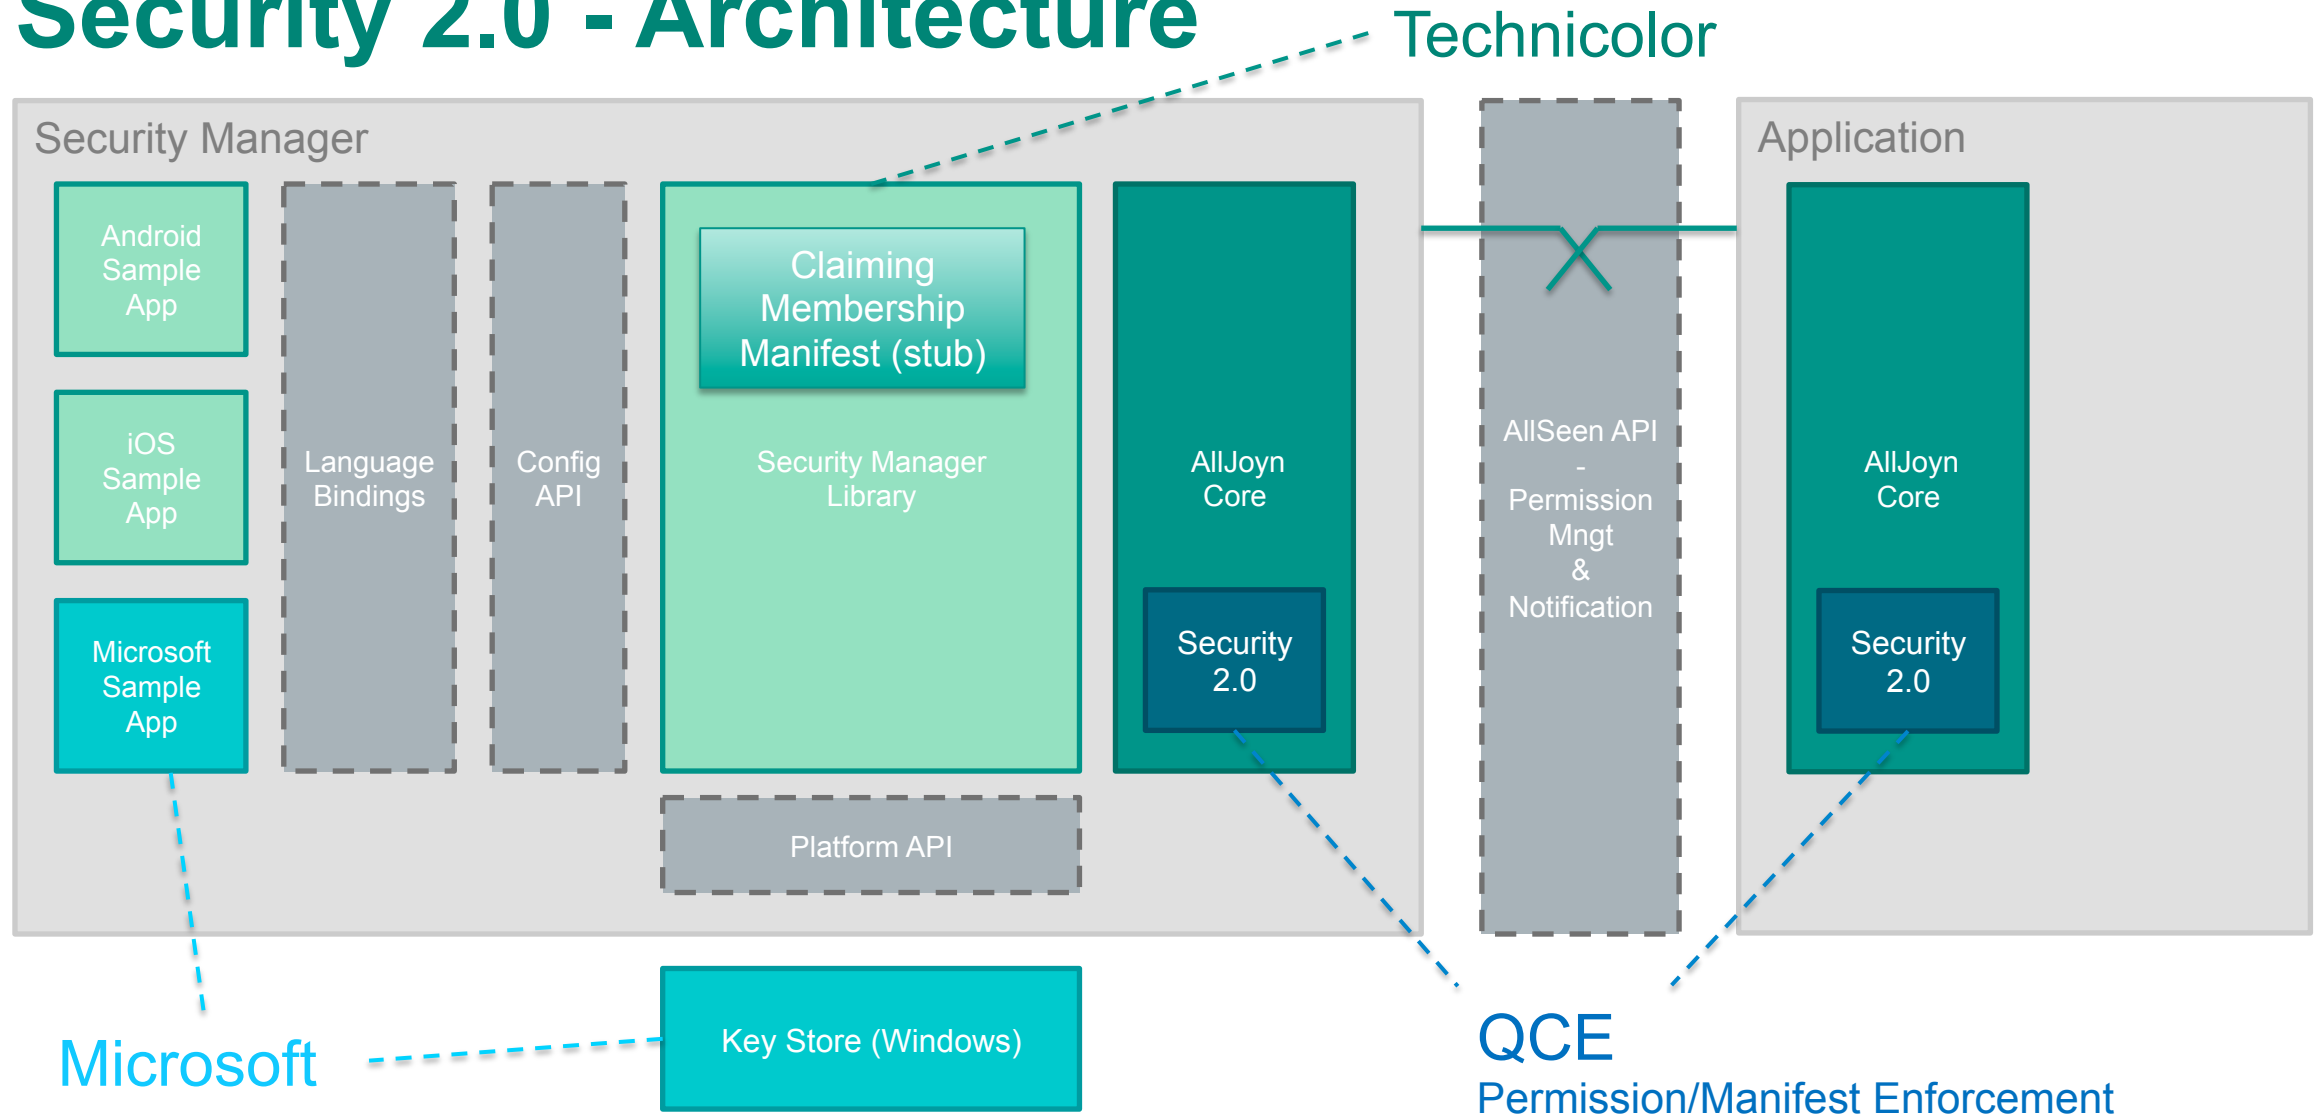 Security 2.0 - Architecture
Technicolor
Security Manager
Application
Android
Sample
App
iOS
Sample
App
Microsoft
Sample
App
Language
Bindings
Config
API
Claiming
Membership
Manifest (stub)
Security Manager
Library
AllJoyn
Core
Security
2.0
AllSeen API
-
Permission
Mngt
&
Notification
AllJoyn
Core
Security
2.0
Platform API
Microsoft
Key Store (Windows)
QCE
Permission/Manifest Enforcement